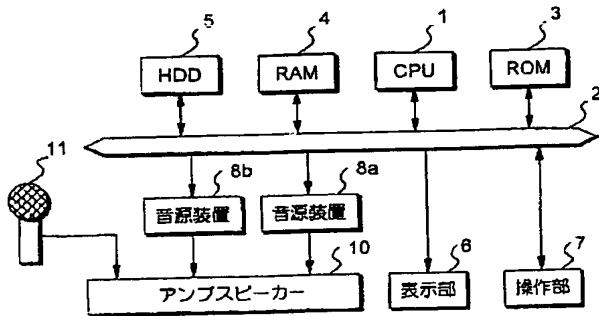 5 4 1 3
HDD RAM CPU ROM
2
11
8b 8a
音源装置 音源装置
10 6 7
アンプスピーカー 表示部 操作部